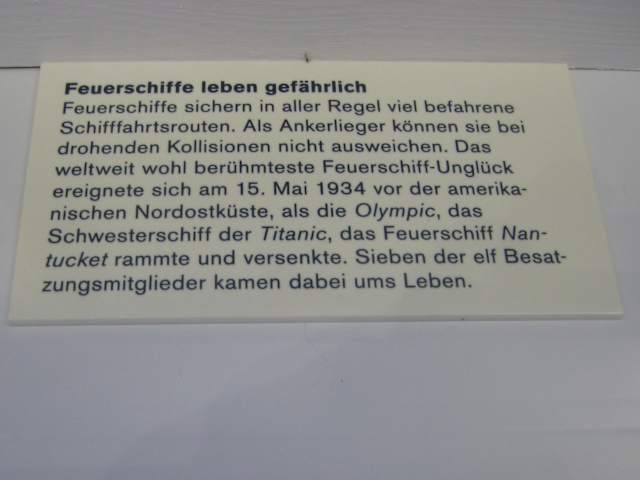 Feuerschiffe leben gefährlich
Feuerschiffe sichern in aller Regel viel befahrene
Schifffahrtsrouten. Als Ankerlieger können sie bei
drohenden Kollisionen nicht ausweichen. Das
weltweit wohl berühmteste Feuerschiff-Unglück
ereignete sich am 15. Mai 1934 vor der amerika-
nischen Nordostküste, als die Olympic, das
Schwesterschiff der Titanic, das Feuerschiff Nan-
tucket rammte und versenkte. Sieben der elf Besat-
zungsmitglieder kamen dabei ums Leben.